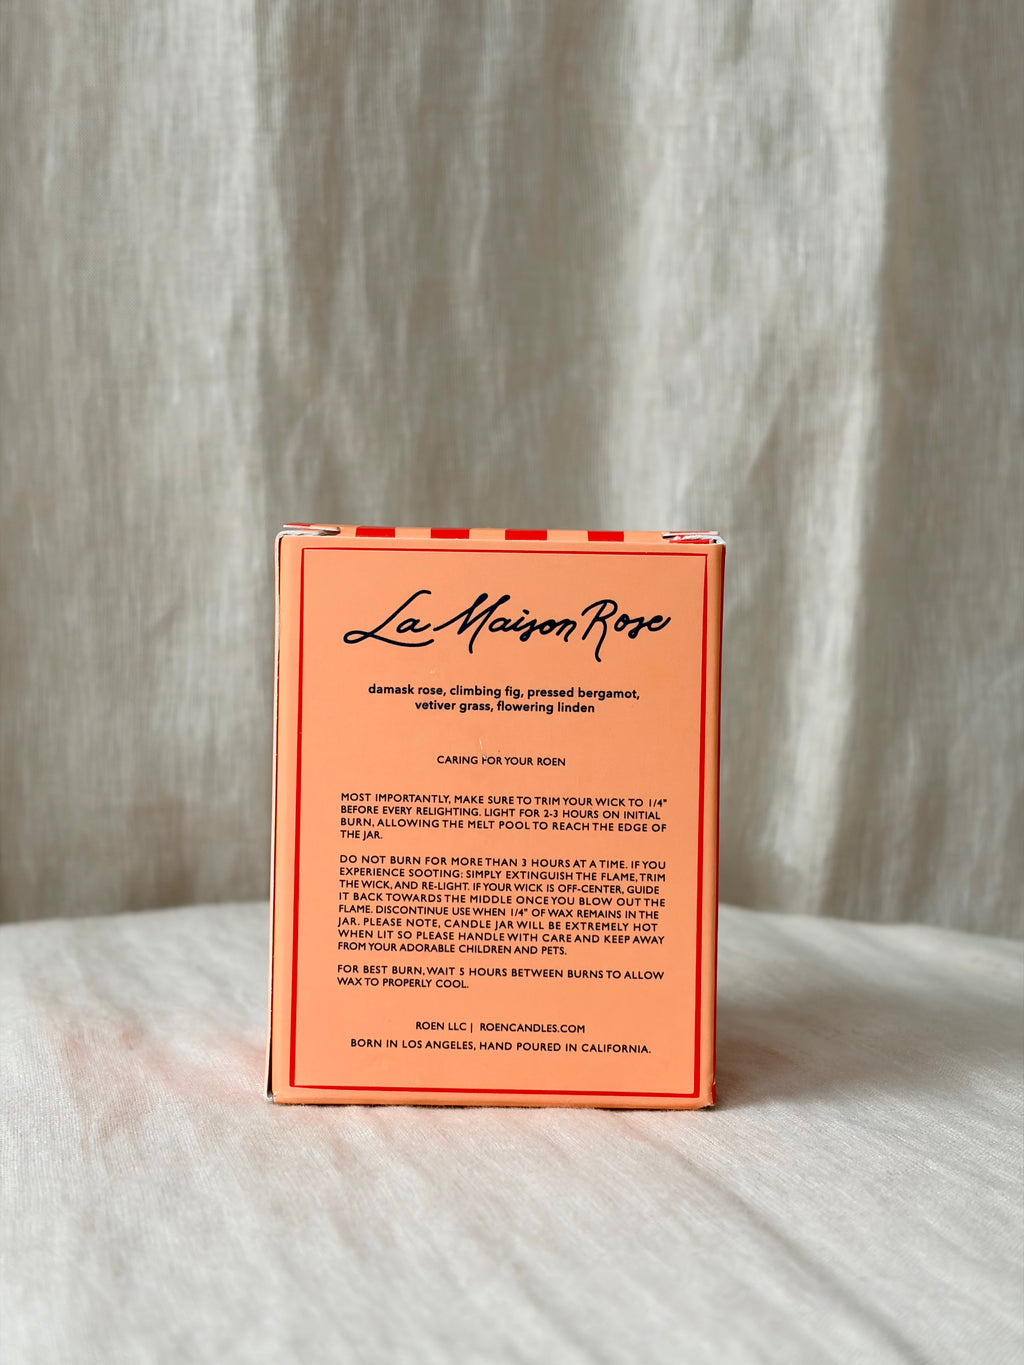 La Maison Rose
damask rose, climbing fig, pressed bergamot,
vetiver grass, flowering linden
CARING FOR YOUR ROEN
MOST IMPORTANTLY, MAKE SURE TO TRIM YOUR WICK TO 1/4"
BEFORE EVERY RELIGHTING. LIGHT FOR 2-3 HOURS ON INITIAL
BURN, ALLOWING THE MELT POOL TO REACH THE EDGE OF
THE JAR.
DO NOT BURN FOR MORE THAN 3 HOURS AT A TIME. IF YOU
EXPERIENCE SOOTING: SIMPLY EXTINGUISH THE FLAME, TRIM
THE WICK, AND RE-LIGHT. IF YOUR WICK IS OFF-CENTER, GUIDE
IT BACK TOWARDS THE MIDDLE ONCE YOU BLOW OUT THE
FLAME. DISCONTINUE USE WHEN 1/4" OF WAX REMAINS IN THE
JAR. PLEASE NOTE, CANDLE JAR WILL BE EXTREMELY HOT
WHEN LIT SO PLEASE HANDLE WITH CARE AND KEEP AWAY
FROM YOUR ADORABLE CHILDREN AND PETS.
FOR BEST BURN, WAIT 5 HOURS BETWEEN BURNS TO ALLOW
WAX TO PROPERLY COOL.
ROEN LLC | ROENCANDLES.COM
BORN IN LOS ANGELES, HAND POURED IN CALIFORNIA.